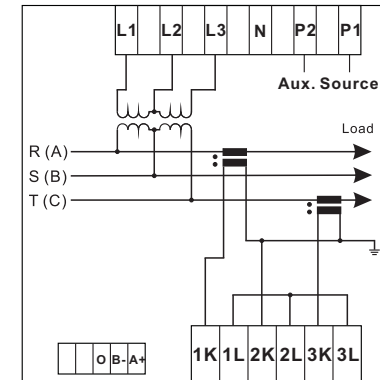 L1 L2 L3 N P2 P1
Aux. Source
Load
R (A)
S (B)
T (C)
1K 1L 2K 2L 3K 3L
O B- A+